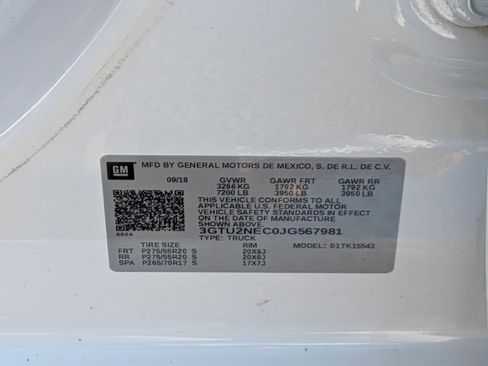 GM MFD BY GENERAL MOTORS DE MEXICO, S. DE R.L. DE C.V.
09/18 GVWR GAWR FRT GAWR RR
3266 KG 1792 KG 1792 KG
7200 LB 3950 LB 3950 LB
THIS VEHICLE CONFORMS TO ALL APPLICABLE
U.S. FEDERAL MOTOR
VEHICLE SAFETY STANDARDS IN EFFECT
ON THE DATE OF MANUFACTURE
SHOWN ABOVE.
3GTU2NEC0JG567981
TYPE: TRUCK
TIRE SIZE RIM MODEL: 01TK15543
FRT P275/55R20 S 20X9J
RR P275/55R20 S 20X9J
SPA P265/70R17 S 17X7J